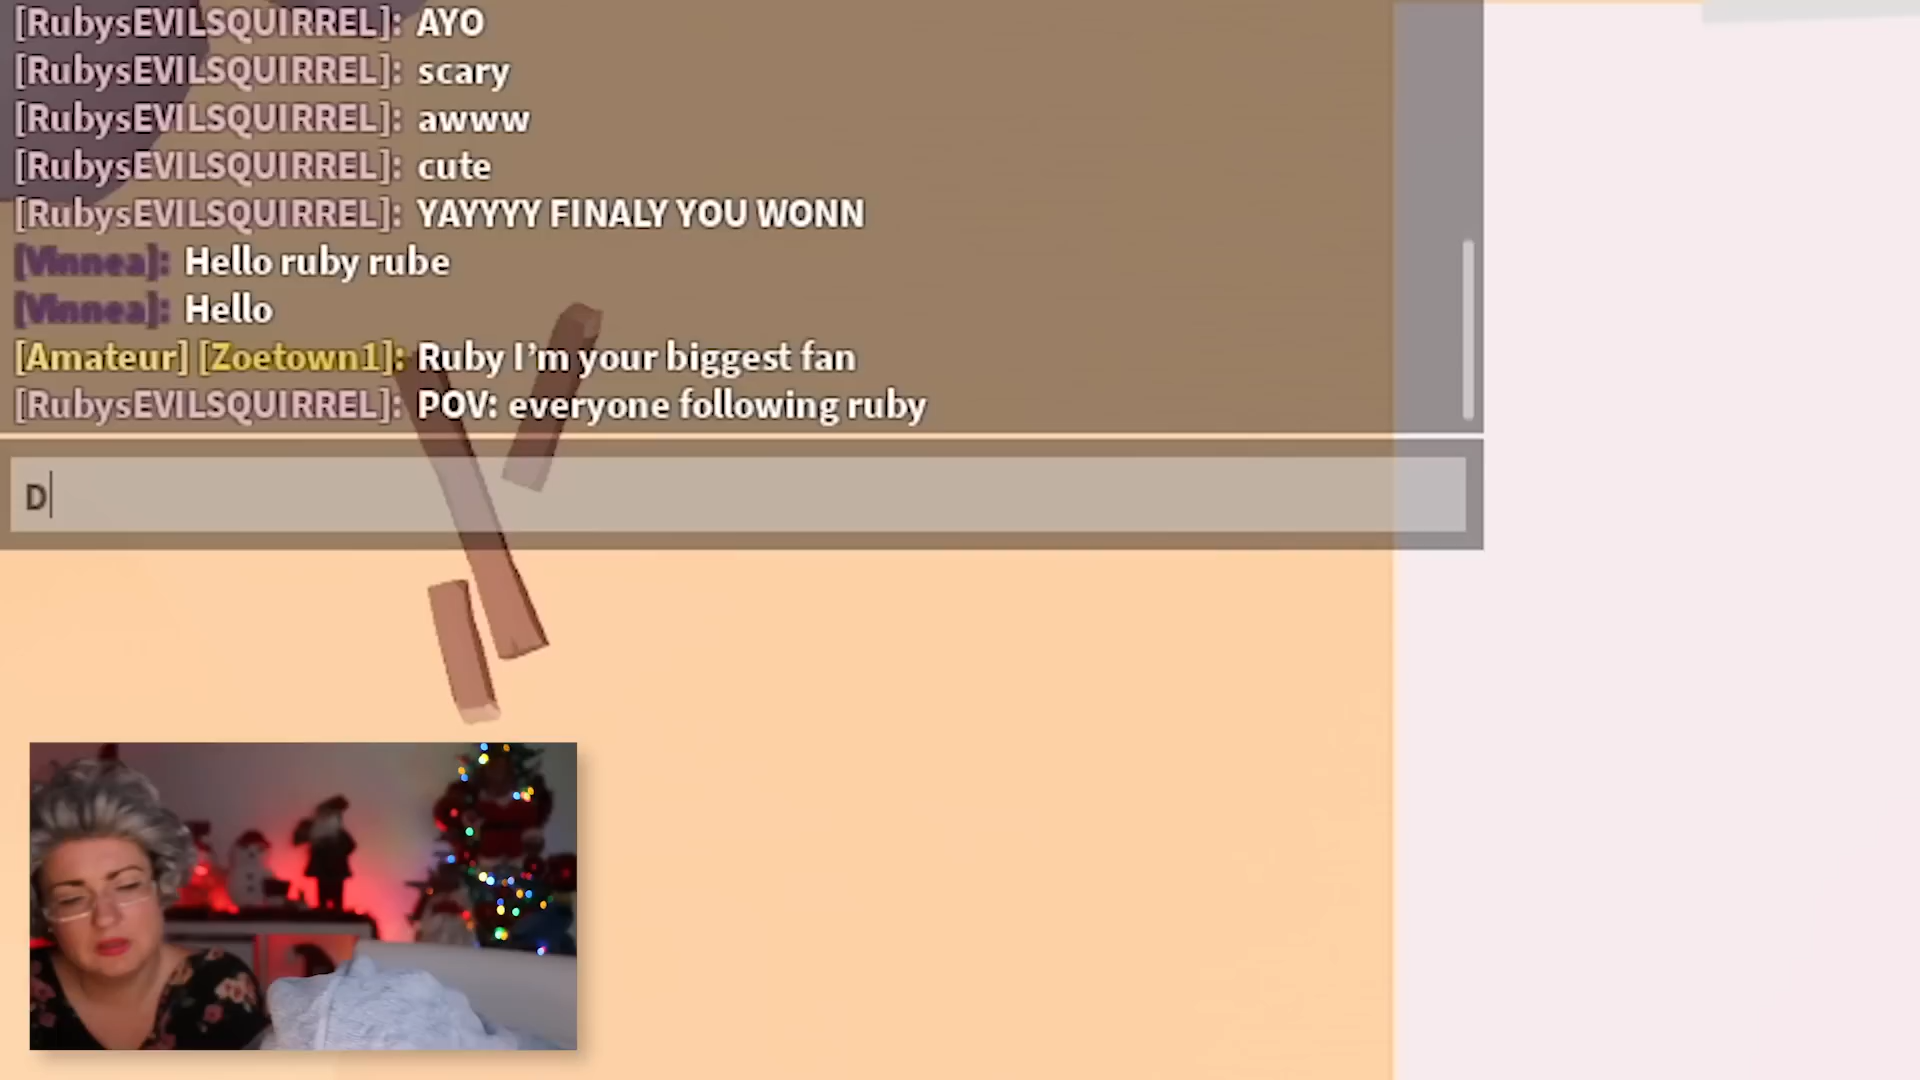 [RubysEVILSQUIRREL]: AYO
[RubysEVILSQUIRREL]: scary
[RubysEVILSQUIRREL]: awww
[RubysEVILSQUIRREL]: cute
[RubysEVILSQUIRREL]: YAYYYY FINALY YOU WONN
[Vinnea]: Hello ruby rube
[Vinnea]: Hello
[Amateur] [Zoetown1]: Ruby I’m your biggest fan
[RubysEVILSQUIRREL]: POV: everyone following ruby
D